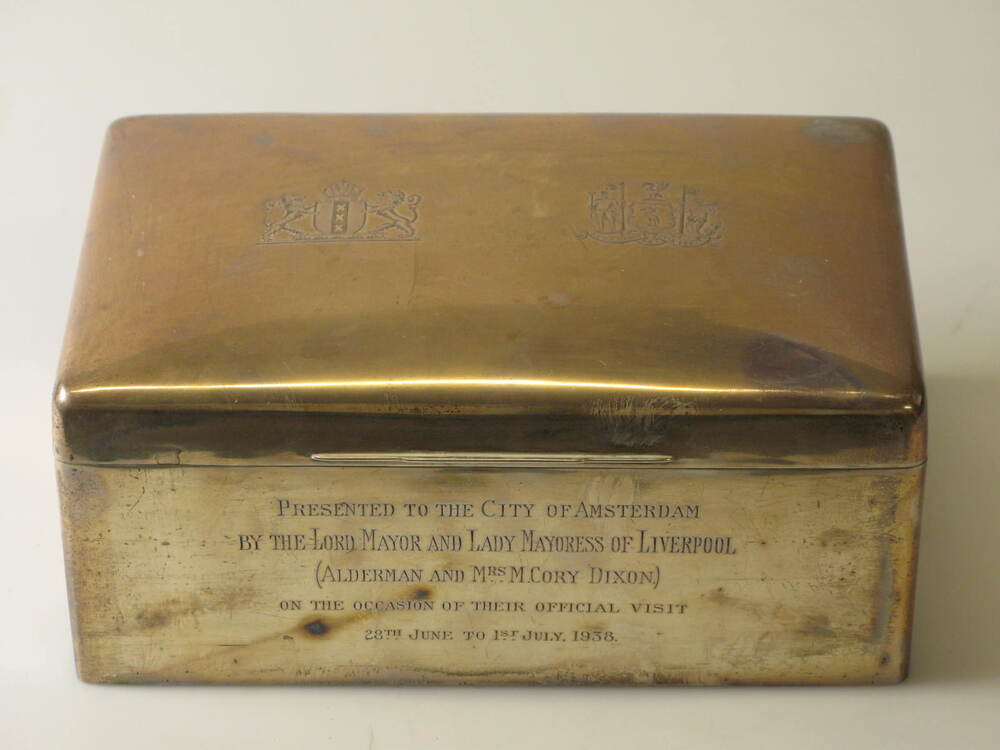 PRESENTED TO THE CITY OF AMSTERDAM
BY THE LORD MAYOR AND LADY MAYORESS OF LIVERPOOL
(ALDERMAN AND MRS M. CORY DIXON)
ON THE OCCASION OF THEIR OFFICIAL VISIT
28TH JUNE TO 1ST JULY, 1938.